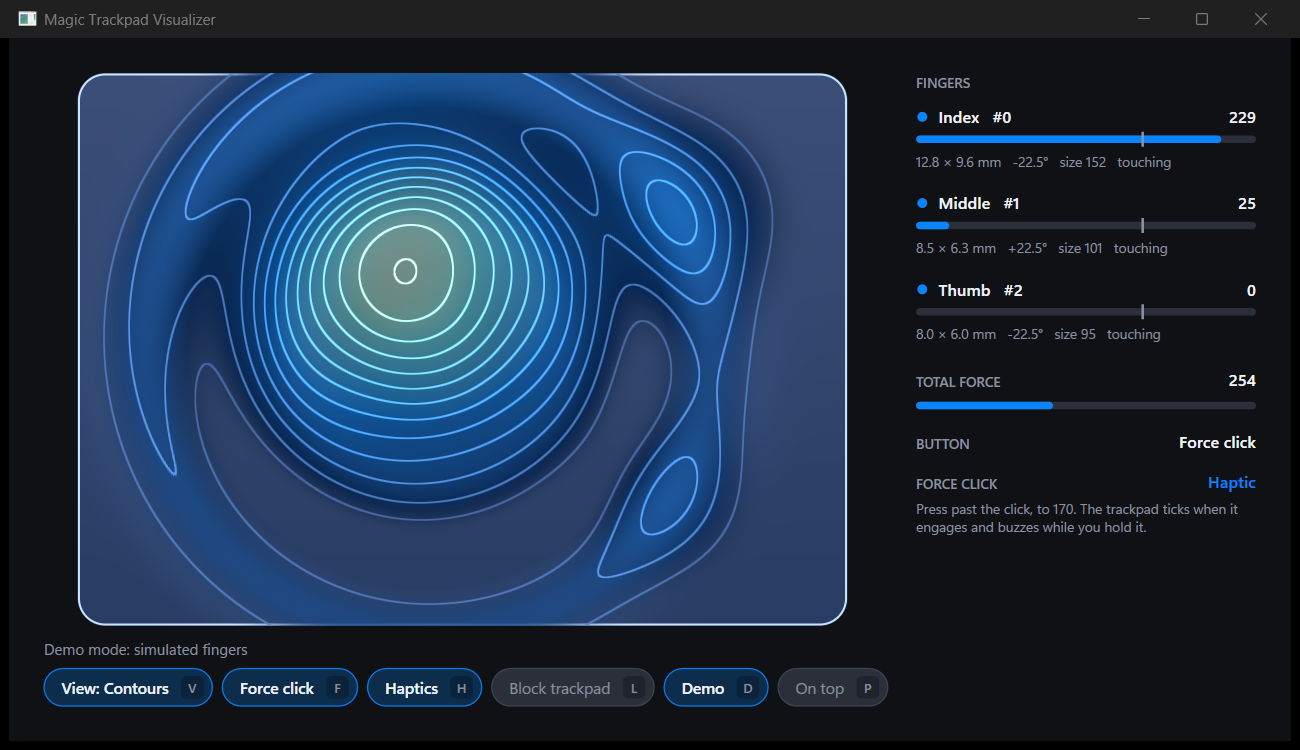 Magic Trackpad Visualizer
FINGERS
Index #0 229
12.8 × 9.6 mm -22.5° size 152 touching
Middle #1 25
8.5 × 6.3 mm +22.5° size 101 touching
Thumb #2 0
8.0 × 6.0 mm -22.5° size 95 touching
TOTAL FORCE 254
BUTTON Force click
FORCE CLICK Haptic
Press past the click, to 170. The trackpad ticks when it
engages and buzzes while you hold it.
Demo mode: simulated fingers
View: Contours V Force click F Haptics H Block trackpad L Demo D On top P